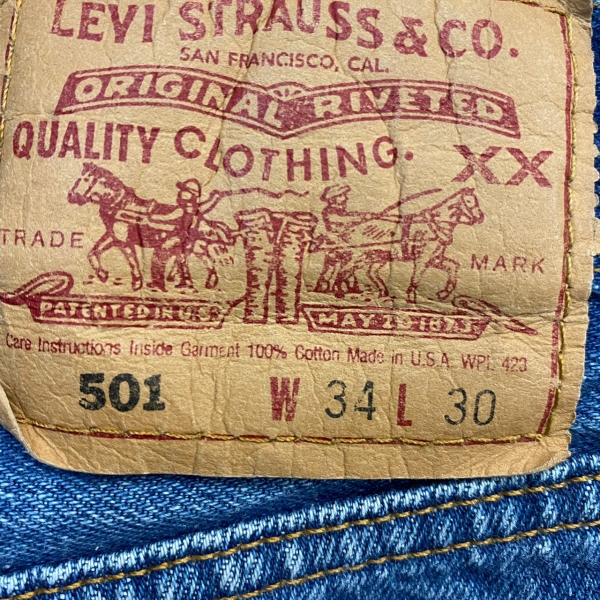 LEVI STRAUSS & CO.
SAN FRANCISCO, CAL.
ORIGINAL RIVETED
QUALITY CLOTHING. XX
TRADE MARK
PATENTED IN U.S. MAY 20 1873
Care Instructions Inside Garment 100% Cotton Made in U.S.A. WPL 423
501 W 34 L 30